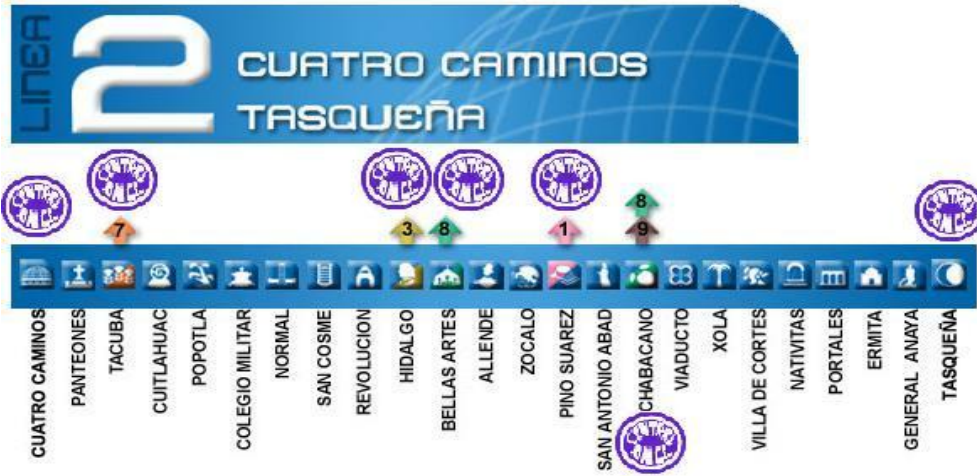 LINEA
2
CUATRO CAMINOS
TASQUEÑA
7
3
8
1
8
9
CUATRO CAMINOS
PANTEONES
TACUBA
CUITLAHUAC
POPOTLA
COLEGIO MILITAR
NORMAL
SAN COSME
REVOLUCION
HIDALGO
BELLAS ARTES
ALLENDE
ZOCALO
PINO SUAREZ
SAN ANTONIO ABAD
CHABACANO
VIADUCTO
XOLA
VILLA DE CORTES
NATIVITAS
PORTALES
ERMITA
GENERAL ANAYA
TASQUEÑA